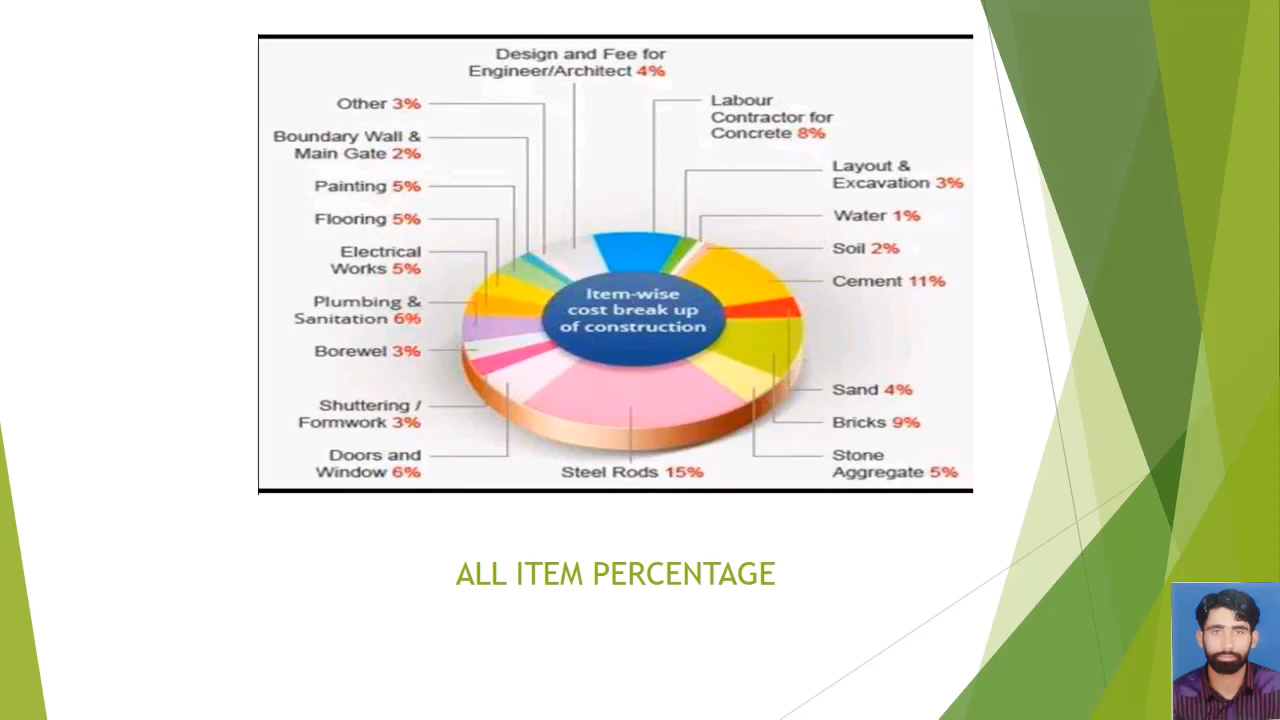 Design and Fee for
Engineer/Architect 4%
Other 3%
Boundary Wall &
Main Gate 2%
Painting 5%
Flooring 5%
Electrical
Works 5%
Plumbing &
Sanitation 6%
Borewel 3%
Shuttering /
Formwork 3%
Doors and
Window 6%
Labour
Contractor for
Concrete 8%
Layout &
Excavation 3%
Water 1%
Soil 2%
Cement 11%
Sand 4%
Bricks 9%
Stone
Aggregate 5%
Steel Rods 15%
Item-wise
cost break up
of construction
ALL ITEM PERCENTAGE